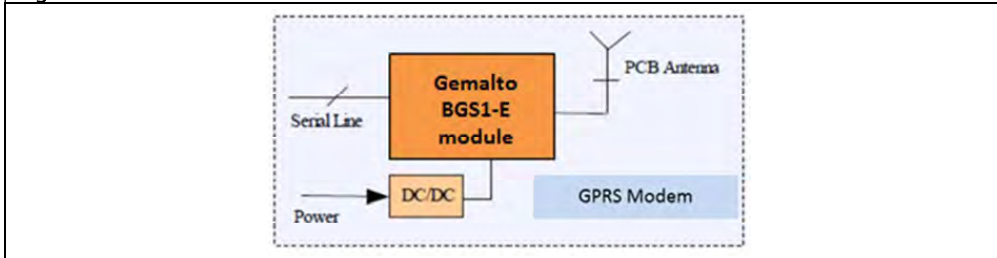 Gemalto
BGS1-E
module
PCB Antenna
Serial Line
DC/DC
Power
GPRS Modem